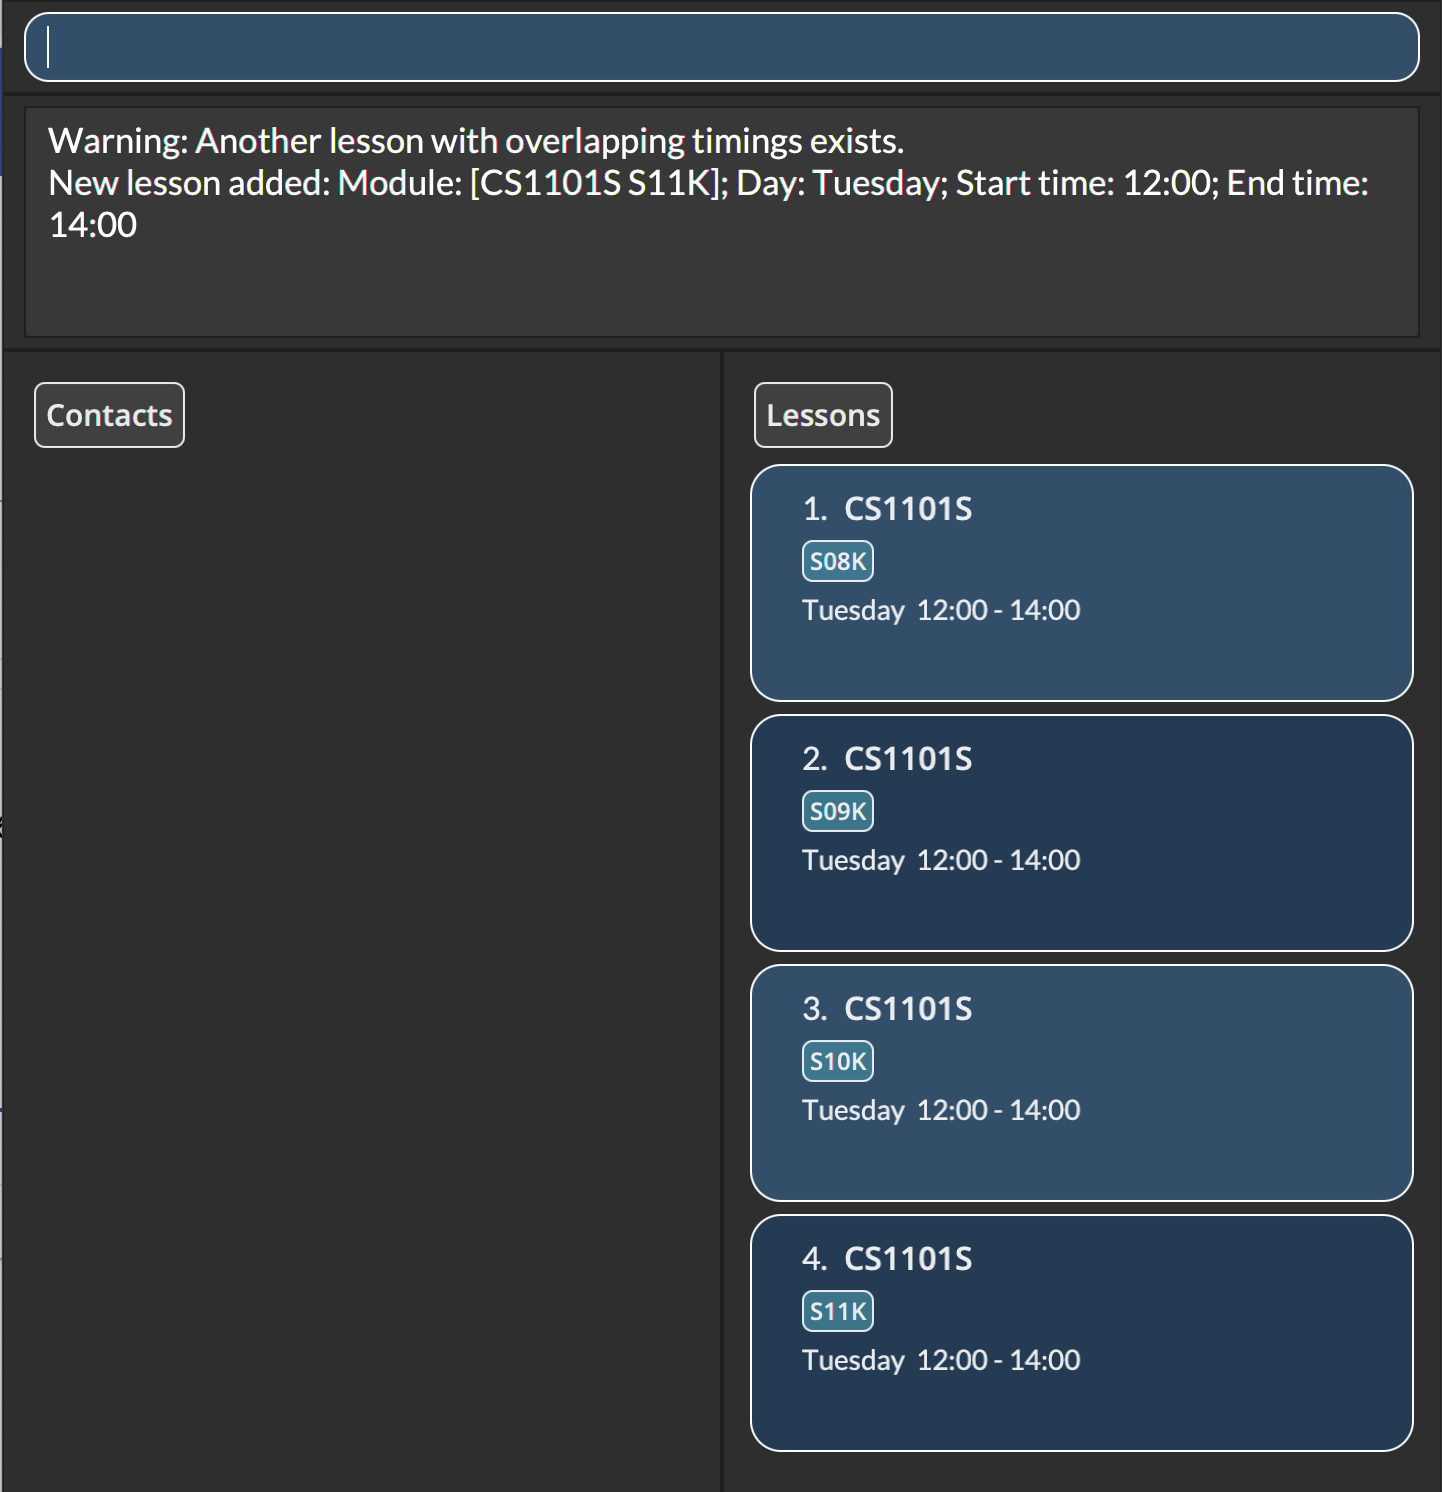 Warning: Another lesson with overlapping timings exists.
New lesson added: Module: [CS1101S S11K]; Day: Tuesday; Start time: 12:00; End time:
14:00
Contacts
Lessons
1. CS1101S
S08K
Tuesday 12:00 - 14:00
2. CS1101S
S09K
Tuesday 12:00 - 14:00
3. CS1101S
S10K
Tuesday 12:00 - 14:00
4. CS1101S
S11K
Tuesday 12:00 - 14:00